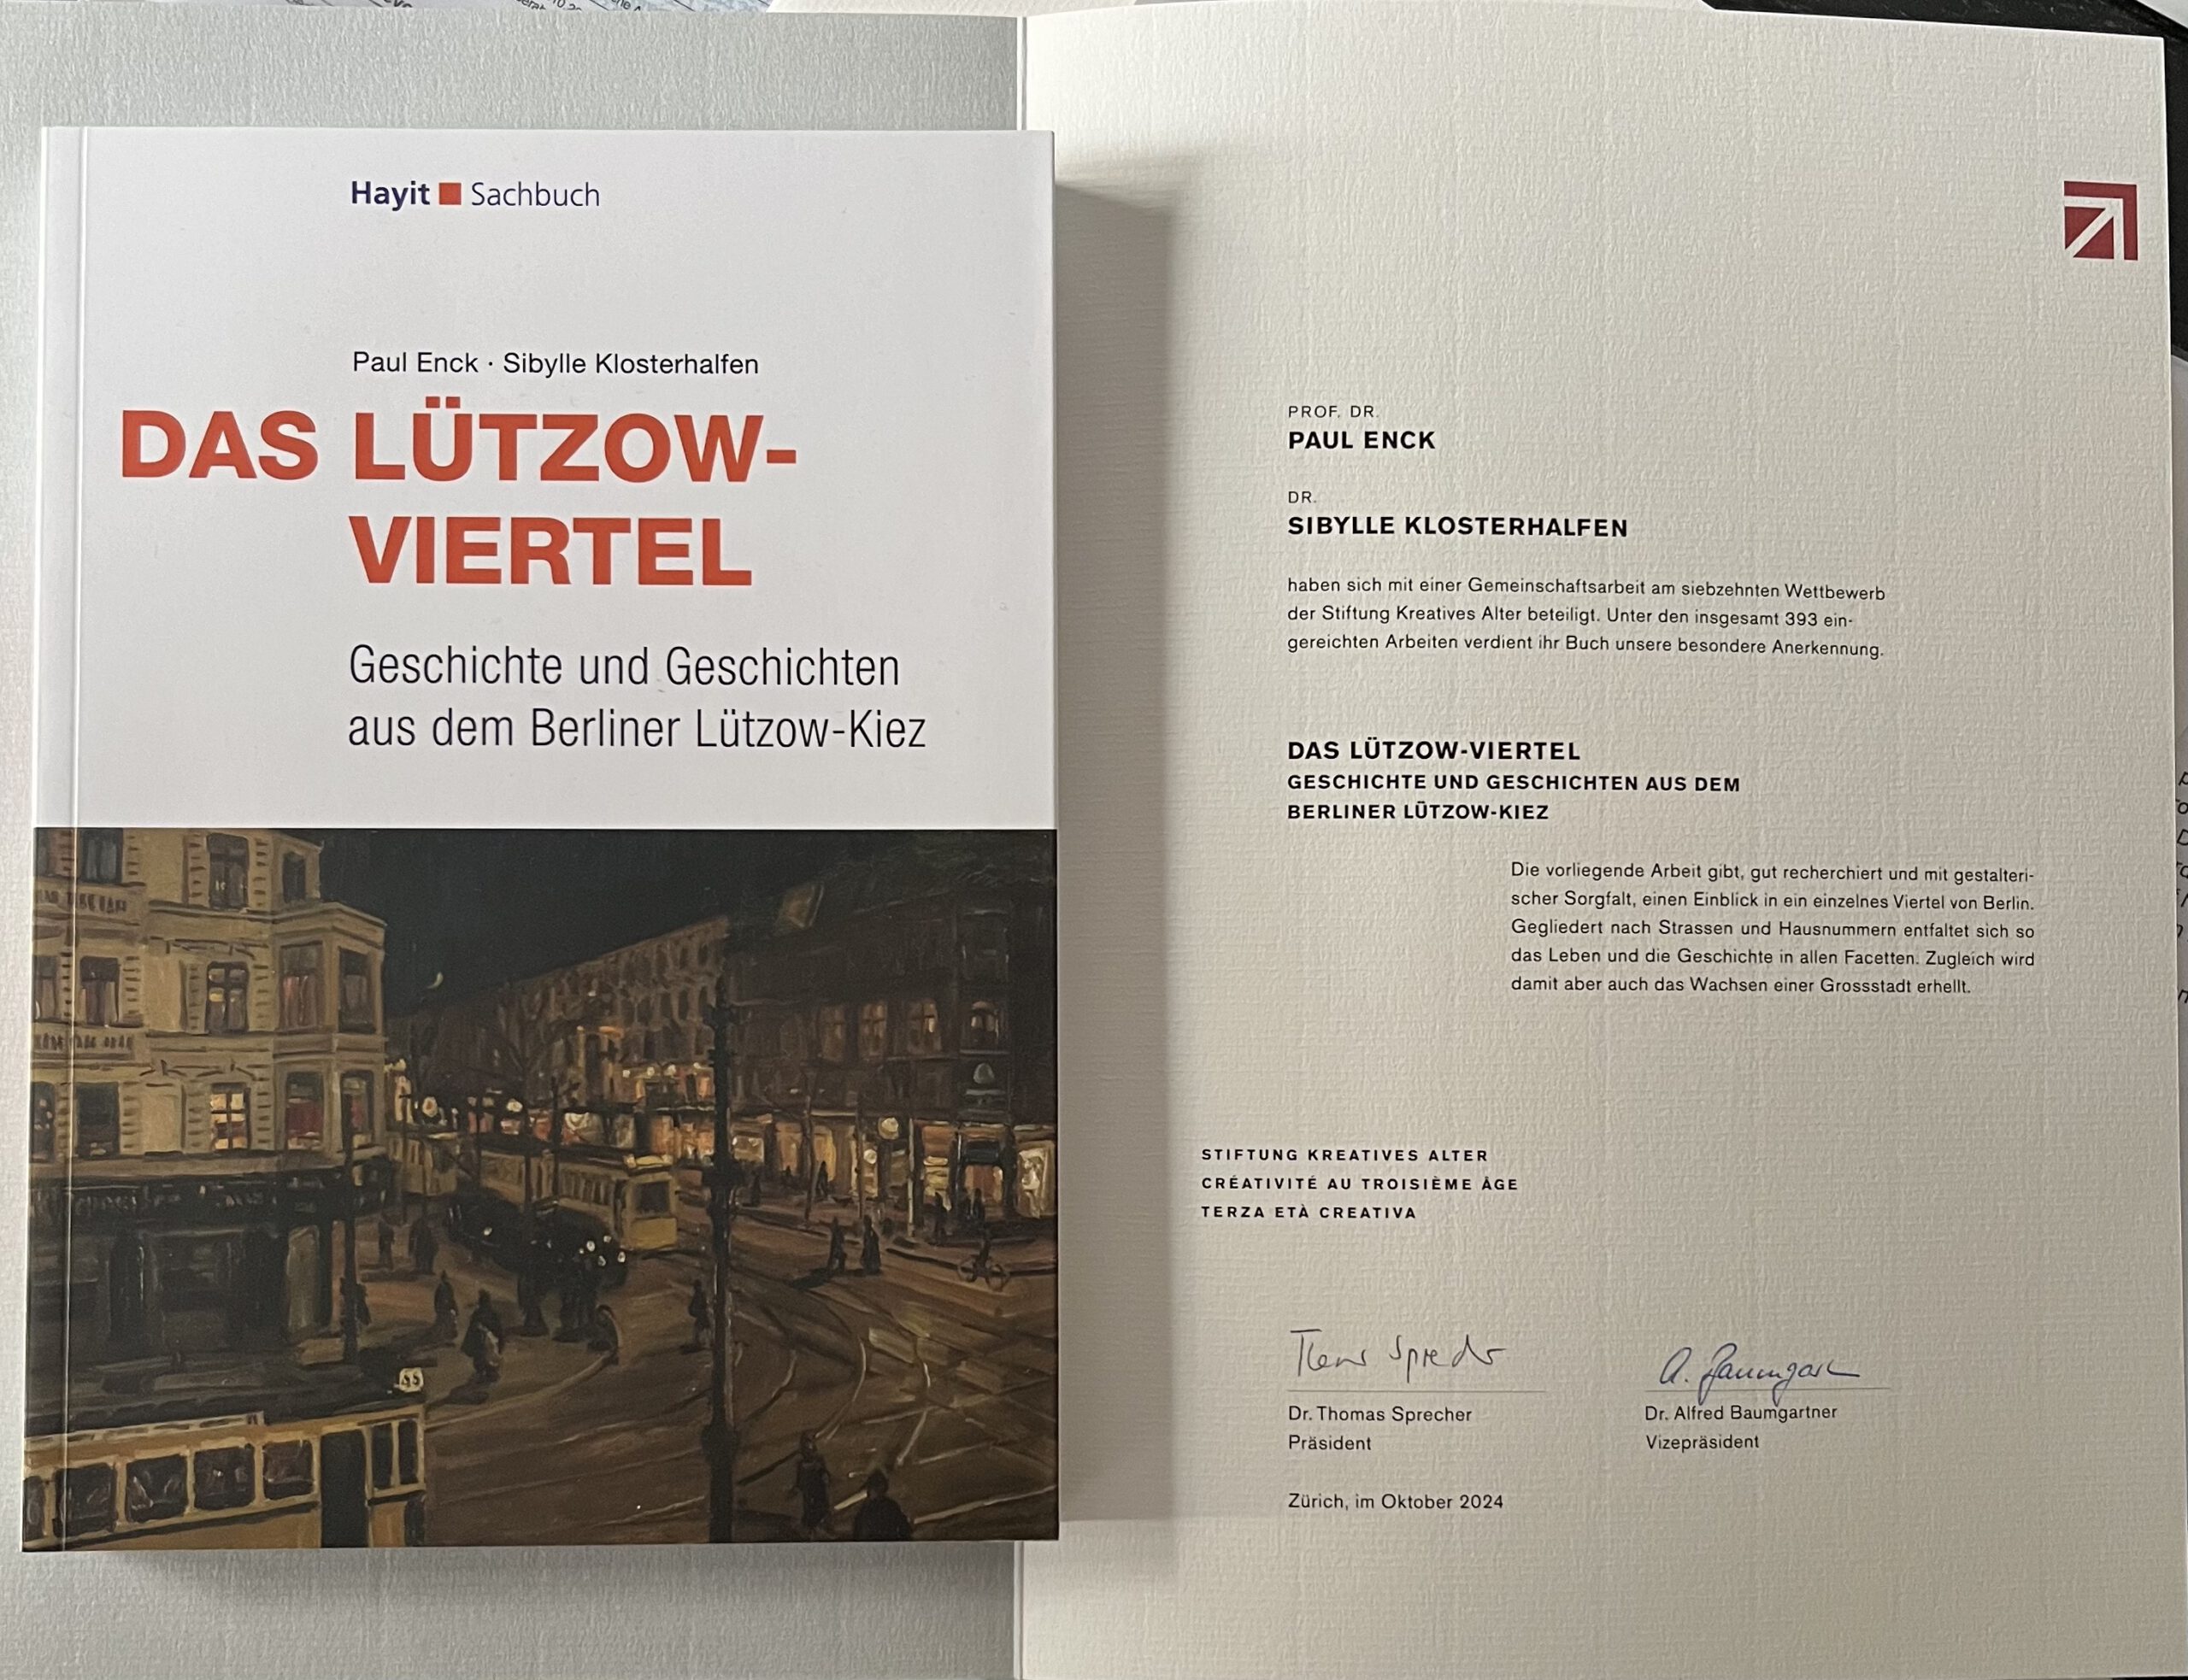 Hayit Sachbuch
Paul Enck · Sibylle Klosterhalfen
DAS LÜTZOW-
VIERTEL
Geschichte und Geschichten
aus dem Berliner Lützow-Kiez
PROF. DR.
PAUL ENCK
DR.
SIBYLLE KLOSTERHALFEN
haben sich mit einer Gemeinschaftsarbeit am siebzehnten Wettbewerb
der Stiftung Kreatives Alter beteiligt. Unter den insgesamt 393 ein-
gereichten Arbeiten verdient ihr Buch unsere besondere Anerkennung.
DAS LÜTZOW-VIERTEL
GESCHICHTE UND GESCHICHTEN AUS DEM
BERLINER LÜTZOW-KIEZ
Die vorliegende Arbeit gibt, gut recherchiert und mit gestalteri-
scher Sorgfalt, einen Einblick in ein einzelnes Viertel von Berlin.
Gegliedert nach Strassen und Hausnummern entfaltet sich so
das Leben und die Geschichte in allen Facetten. Zugleich wird
damit aber auch das Wachsen einer Grossstadt erhellt.
STIFTUNG KREATIVES ALTER
CRÉATIVITÉ AU TROISIÈME ÂGE
TERZA ETÀ CREATIVA
Dr. Thomas Sprecher
Präsident
A. Baumgart
Dr. Alfred Baumgartner
Vizepräsident
Zürich, im Oktober 2024